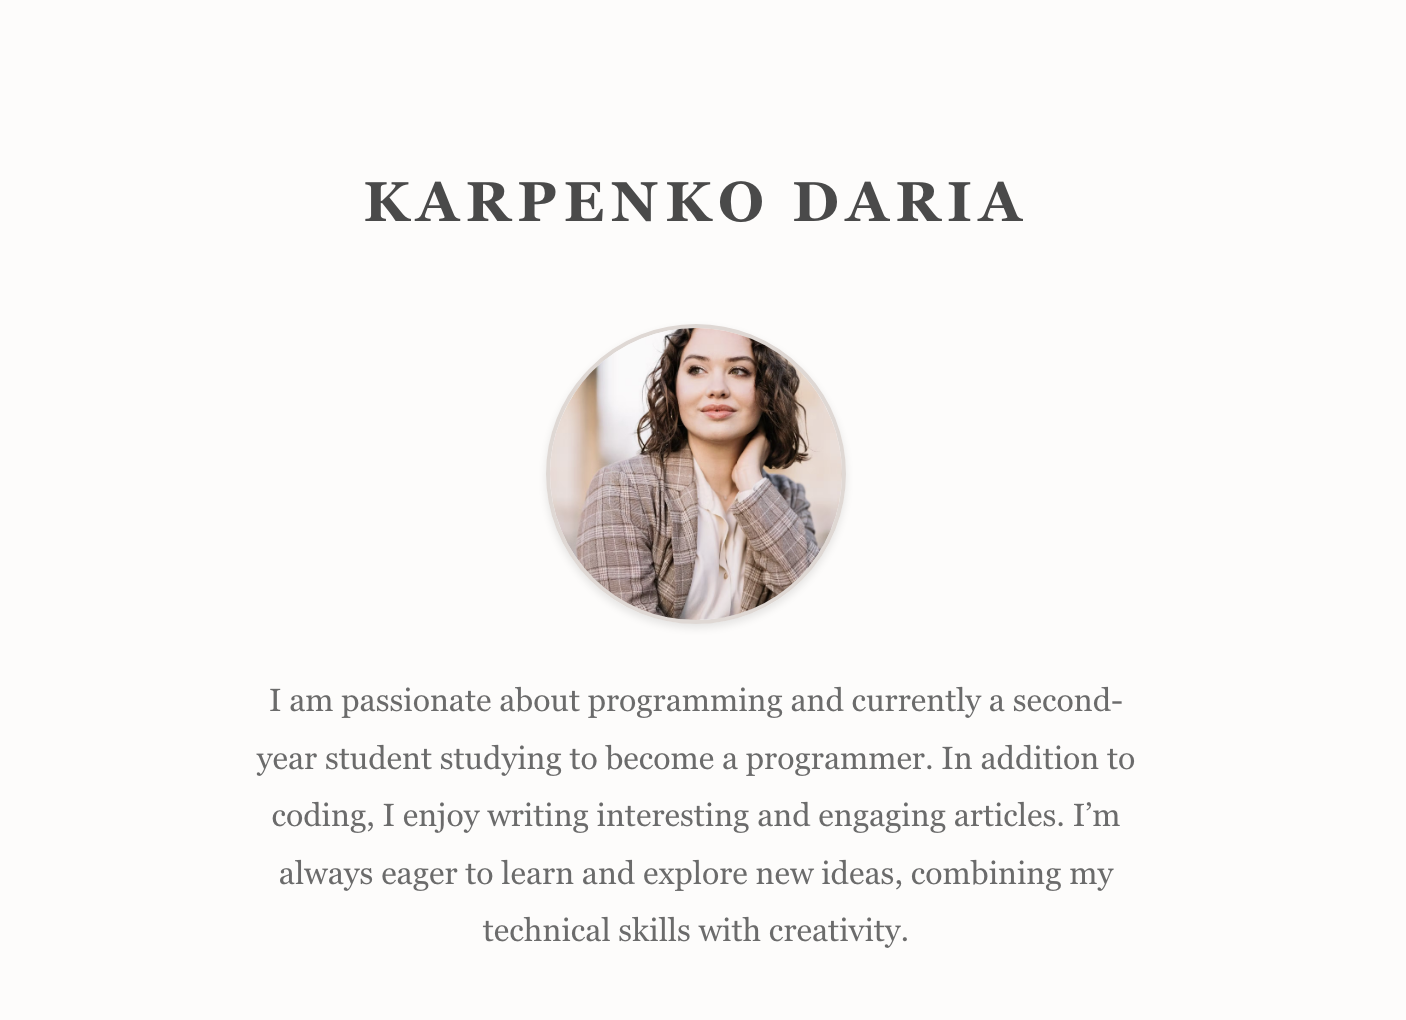 KARPENKO DARIA
I am passionate about programming and currently a second-
year student studying to become a programmer. In addition to
coding, I enjoy writing interesting and engaging articles. I’m
always eager to learn and explore new ideas, combining my
technical skills with creativity.